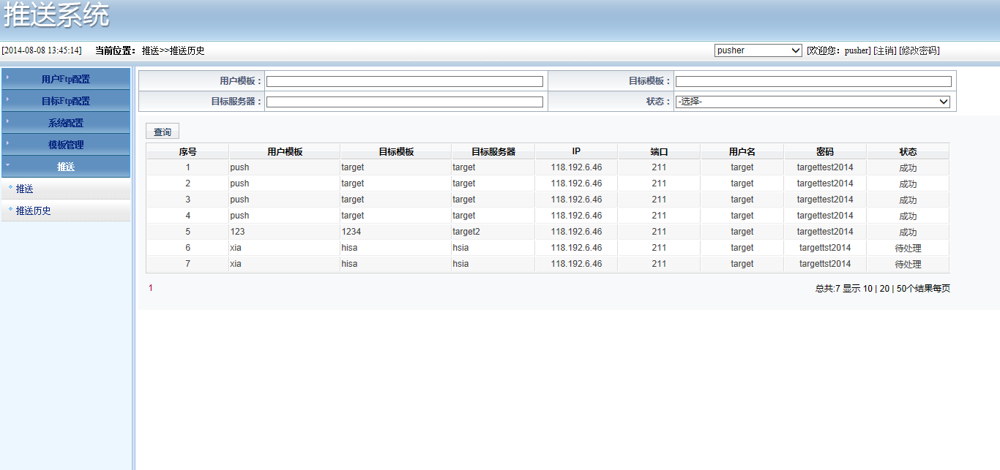 推送系统
[2014-08-08 13:45:14] 当前位置： 推送>>推送历史 pusher [欢迎您：pusher] [注销] [修改密码]
用户Ftp配置
目标Ftp配置
系统配置
模板管理
推送
推送
推送历史
用户模板： 目标模板：
目标服务器： 状态： -选择-
查询
序号 用户模板 目标模板 目标服务器 IP 端口 用户名 密码 状态
1 push target target 118.192.6.46 211 target targettest2014 成功
2 push target target 118.192.6.46 211 target targettest2014 成功
3 push target target 118.192.6.46 211 target targettest2014 成功
4 push target target 118.192.6.46 211 target targettest2014 成功
5 123 1234 target2 118.192.6.46 211 target targettest2014 成功
6 xia hisa hsia 118.192.6.46 211 target targettst2014 待处理
7 xia hisa hsia 118.192.6.46 211 target targettst2014 待处理
1 总共:7 显示 10 | 20 | 50个结果每页